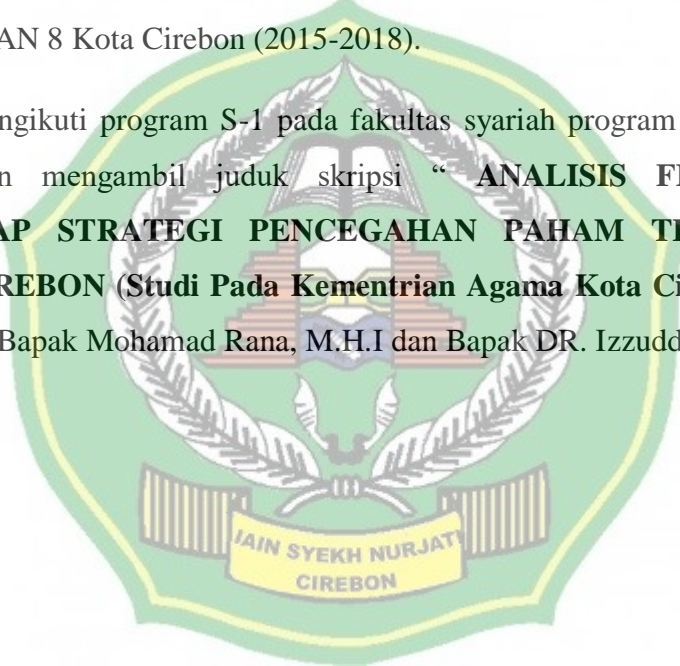 AN 8 Kota Cirebon (2015-2018).
ngikuti program S-1 pada fakultas syariah program
n mengambil juduk skripsi “ ANALISIS FI
AP STRATEGI PENCEGAHAN PAHAM TE
REBON (Studi Pada Kementrian Agama Kota Ci
Bapak Mohamad Rana, M.H.I dan Bapak DR. Izzudd
IAIN SYEKH NURJATI
CIREBON